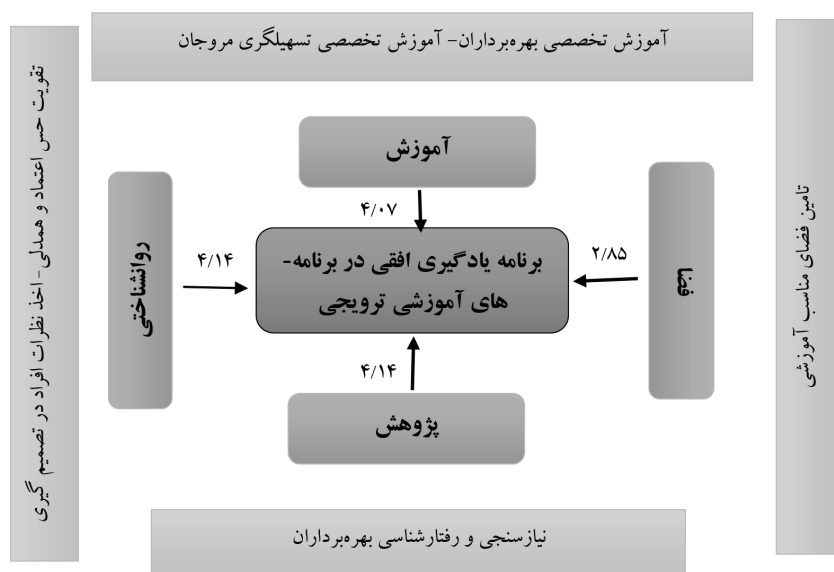 آموزش تخصصی بهره‌برداران- آموزش تخصصی تسهیلگری مروجان
تامین فضای مناسب آموزشی
تقویت حس اعتماد و همدلی - اخذ نظرات افراد در تصمیم گیری
آموزش
۴/۰۷
فضا
۲/۸۵
برنامه یادگیری افقی در برنامه-
های آموزشی ترویجی
۴/۱۴
روانشناختی
۴/۱۴
پژوهش
نیازسنجی و رفتارشناسی بهره‌برداران